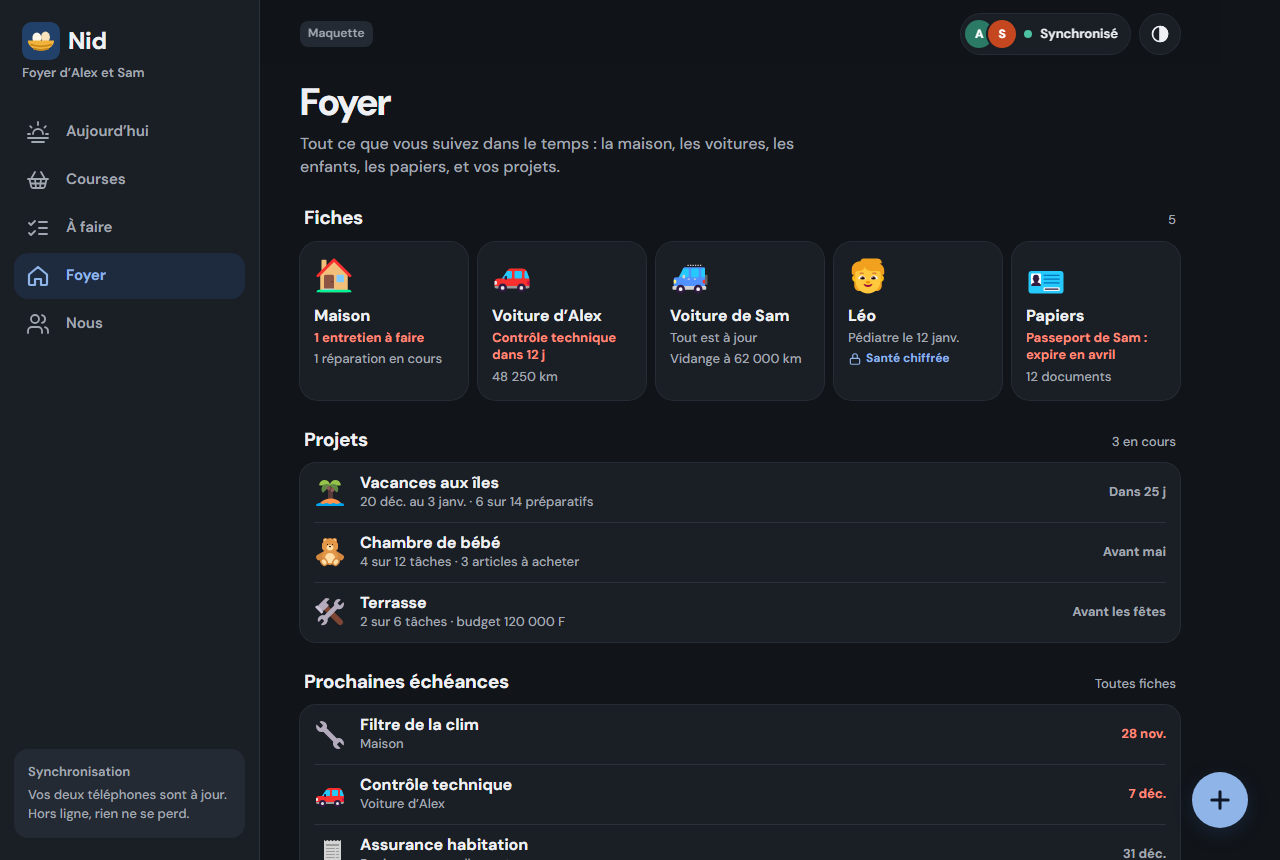 Nid
Foyer d’Alex et Sam
Aujourd’hui
Courses
À faire
Foyer
Nous
Synchronisation
Vos deux téléphones sont à jour.
Hors ligne, rien ne se perd.
Maquette
A S Synchronisé
Foyer
Tout ce que vous suivez dans le temps : la maison, les voitures, les
enfants, les papiers, et vos projets.
Fiches 5
Maison
1 entretien à faire
1 réparation en cours
Voiture d’Alex
Contrôle technique
dans 12 j
48 250 km
Voiture de Sam
Tout est à jour
Vidange à 62 000 km
Léo
Pédiatre le 12 janv.
Santé chiffrée
Papiers
Passeport de Sam :
expire en avril
12 documents
Projets 3 en cours
Vacances aux îles
20 déc. au 3 janv. · 6 sur 14 préparatifs
Dans 25 j
Chambre de bébé
4 sur 12 tâches · 3 articles à acheter
Avant mai
Terrasse
2 sur 6 tâches · budget 120 000 F
Avant les fêtes
Prochaines échéances Toutes fiches
Filtre de la clim
Maison
28 nov.
Contrôle technique
Voiture d’Alex
7 déc.
Assurance habitation
31 déc.